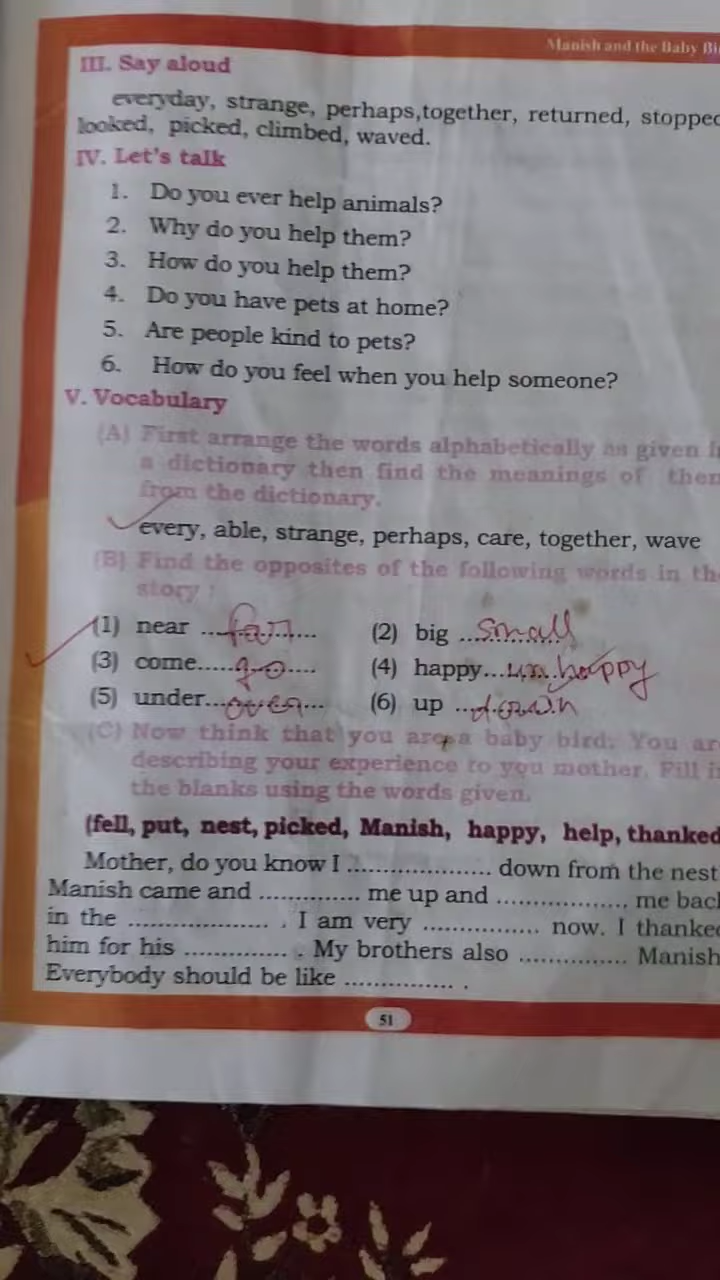 Manish and the Baby Bi
III. Say aloud
everyday, strange, perhaps,together, returned, stopped
looked, picked, climbed, waved.
IV. Let's talk
1. Do you ever help animals?
2. Why do you help them?
3. How do you help them?
4. Do you have pets at home?
5. Are people kind to pets?
6. How do you feel when you help someone?
V. Vocabulary
(A) First arrange the words alphabetically as given in
a dictionary then find the meanings of them
from the dictionary.
every, able, strange, perhaps, care, together, wave
(B) Find the opposites of the following words in the
story :
(1) near ...far.... (2) big ...small...
(3) come.....go.... (4) happy...unhappy
(5) under...over... (6) up ...down
(C) Now think that you are a baby bird. You are
describing your experience to you mother. Fill in
the blanks using the words given.
(fell, put, nest, picked, Manish, happy, help, thanked
Mother, do you know I .................... down from the nest
Manish came and .............. me up and .................. me back
in the ................... . I am very ................ now. I thanked
him for his .............. . My brothers also .............. Manish
Everybody should be like ............... .
51